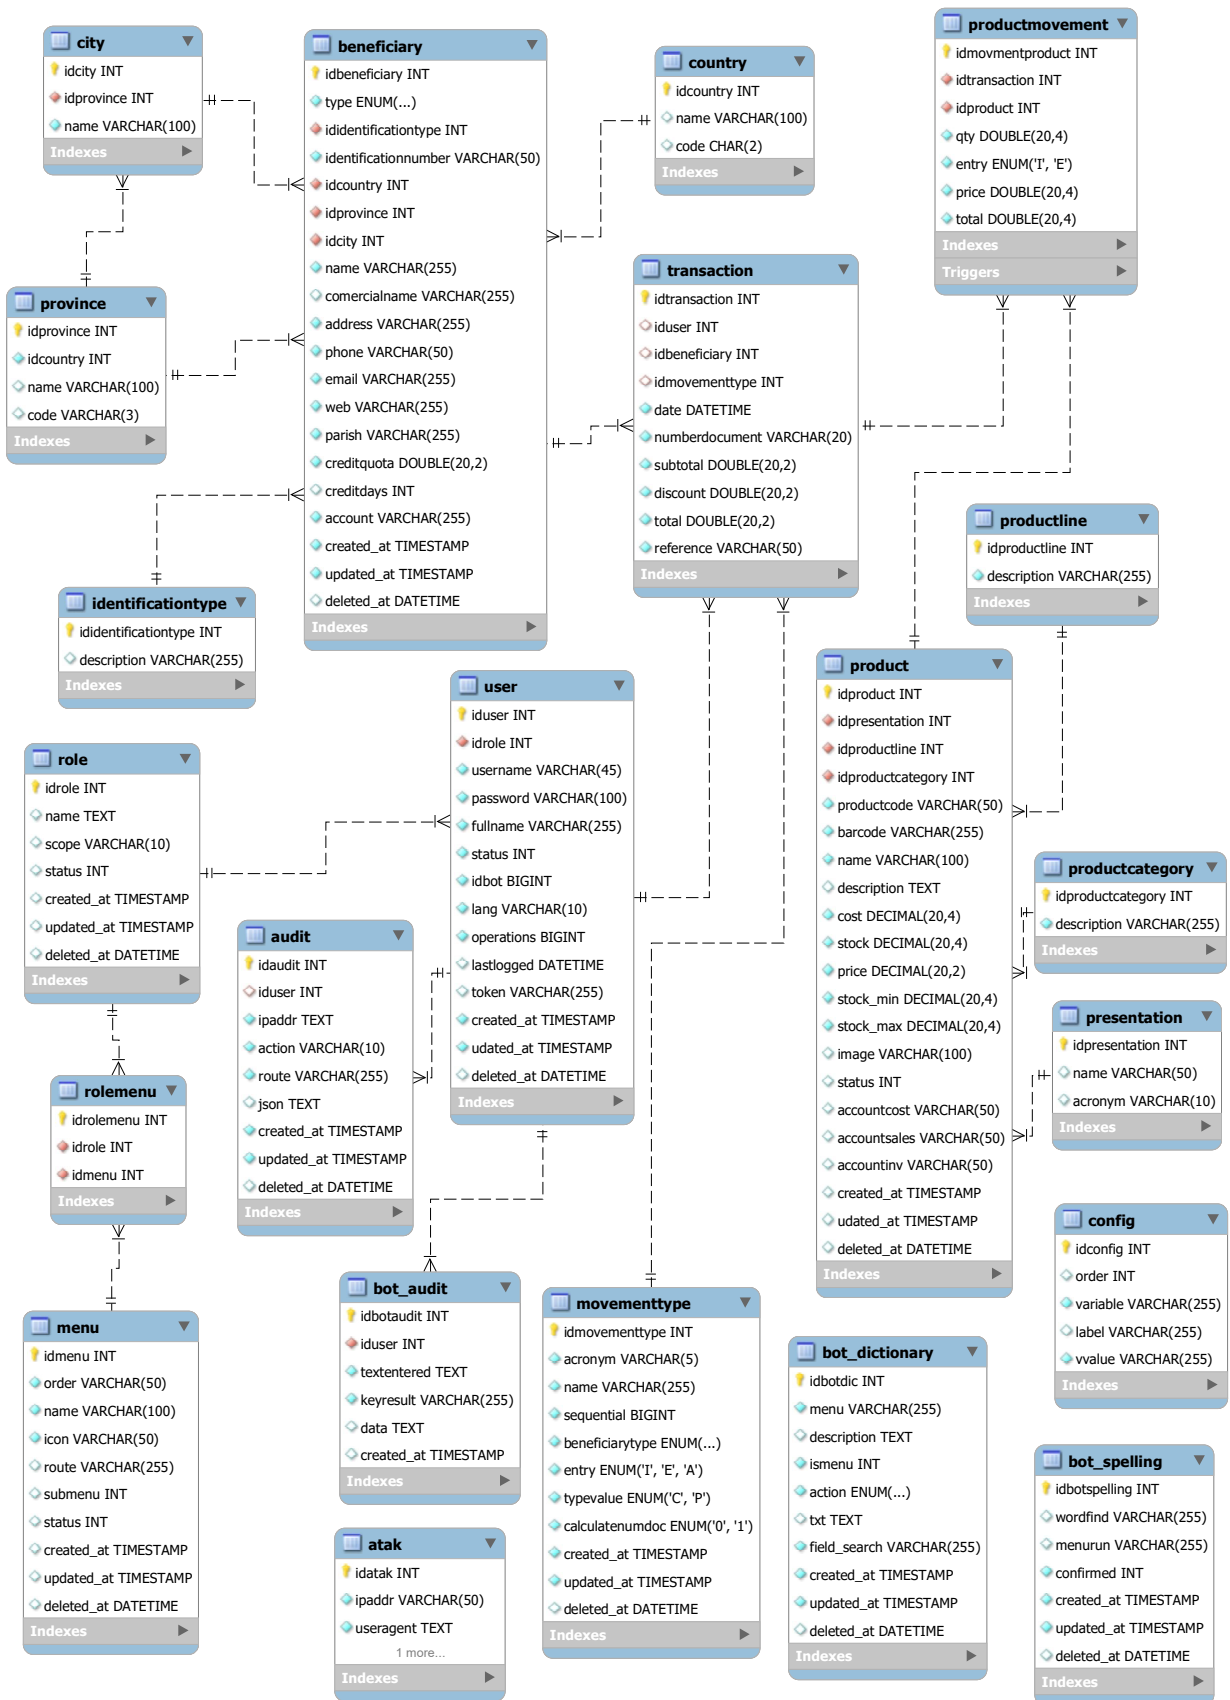 city
idcity INT
idprovince INT
name VARCHAR(100)
Indexes
beneficiary
idbeneficiary INT
type ENUM(...)
ididentificationtype INT
identificationnumber VARCHAR(50)
idcountry INT
idprovince INT
idcity INT
name VARCHAR(255)
comercialname VARCHAR(255)
address VARCHAR(255)
phone VARCHAR(50)
email VARCHAR(255)
web VARCHAR(255)
parish VARCHAR(255)
creditquota DOUBLE(20,2)
creditdays INT
account VARCHAR(255)
created_at TIMESTAMP
updated_at TIMESTAMP
deleted_at DATETIME
Indexes
country
idcountry INT
name VARCHAR(100)
code CHAR(2)
Indexes
productmovement
idmovmentproduct INT
idtransaction INT
idproduct INT
qty DOUBLE(20,4)
entry ENUM('I', 'E')
price DOUBLE(20,4)
total DOUBLE(20,4)
Indexes
Triggers
province
idprovince INT
idcountry INT
name VARCHAR(100)
code VARCHAR(3)
Indexes
transaction
idtransaction INT
iduser INT
idbeneficiary INT
idmovementtype INT
date DATETIME
numberdocument VARCHAR(20)
subtotal DOUBLE(20,2)
discount DOUBLE(20,2)
total DOUBLE(20,2)
reference VARCHAR(50)
Indexes
productline
idproductline INT
description VARCHAR(255)
Indexes
identificationtype
ididentificationtype INT
description VARCHAR(255)
Indexes
user
iduser INT
idrole INT
username VARCHAR(45)
password VARCHAR(100)
fullname VARCHAR(255)
status INT
idbot BIGINT
lang VARCHAR(10)
operations BIGINT
lastlogged DATETIME
token VARCHAR(255)
created_at TIMESTAMP
udated_at TIMESTAMP
deleted_at DATETIME
Indexes
product
idproduct INT
idpresentation INT
idproductline INT
idproductcategory INT
productcode VARCHAR(50)
barcode VARCHAR(255)
name VARCHAR(100)
description TEXT
cost DECIMAL(20,4)
stock DECIMAL(20,4)
price DECIMAL(20,2)
stock_min DECIMAL(20,4)
stock_max DECIMAL(20,4)
image VARCHAR(100)
status INT
accountcost VARCHAR(50)
accountsales VARCHAR(50)
accountinv VARCHAR(50)
created_at TIMESTAMP
udated_at TIMESTAMP
deleted_at DATETIME
Indexes
role
idrole INT
name TEXT
scope VARCHAR(10)
status INT
created_at TIMESTAMP
updated_at TIMESTAMP
deleted_at DATETIME
Indexes
productcategory
idproductcategory INT
description VARCHAR(255)
Indexes
audit
idaudit INT
iduser INT
ipaddr TEXT
action VARCHAR(10)
route VARCHAR(255)
json TEXT
created_at TIMESTAMP
updated_at TIMESTAMP
deleted_at DATETIME
Indexes
presentation
idpresentation INT
name VARCHAR(50)
acronym VARCHAR(10)
Indexes
rolemenu
idrolemenu INT
idrole INT
idmenu INT
Indexes
config
idconfig INT
order INT
variable VARCHAR(255)
label VARCHAR(255)
vvalue VARCHAR(255)
Indexes
bot_audit
idbotaudit INT
iduser INT
textentered TEXT
keyresult VARCHAR(255)
data TEXT
created_at TIMESTAMP
Indexes
movementtype
idmovementtype INT
acronym VARCHAR(5)
name VARCHAR(255)
sequential BIGINT
beneficiarytype ENUM(...)
entry ENUM('I', 'E', 'A')
typevalue ENUM('C', 'P')
calculatenumdoc ENUM('0', '1')
created_at TIMESTAMP
updated_at TIMESTAMP
deleted_at DATETIME
Indexes
menu
idmenu INT
order VARCHAR(50)
name VARCHAR(100)
icon VARCHAR(50)
route VARCHAR(255)
submenu INT
status INT
created_at TIMESTAMP
updated_at TIMESTAMP
deleted_at DATETIME
Indexes
bot_dictionary
idbotdic INT
menu VARCHAR(255)
description TEXT
ismenu INT
action ENUM(...)
txt TEXT
field_search VARCHAR(255)
created_at TIMESTAMP
updated_at TIMESTAMP
deleted_at DATETIME
Indexes
bot_spelling
idbotspelling INT
wordfind VARCHAR(255)
menurun VARCHAR(255)
confirmed INT
created_at TIMESTAMP
updated_at TIMESTAMP
deleted_at DATETIME
Indexes
atak
idatak INT
ipaddr VARCHAR(50)
useragent TEXT
1 more...
Indexes